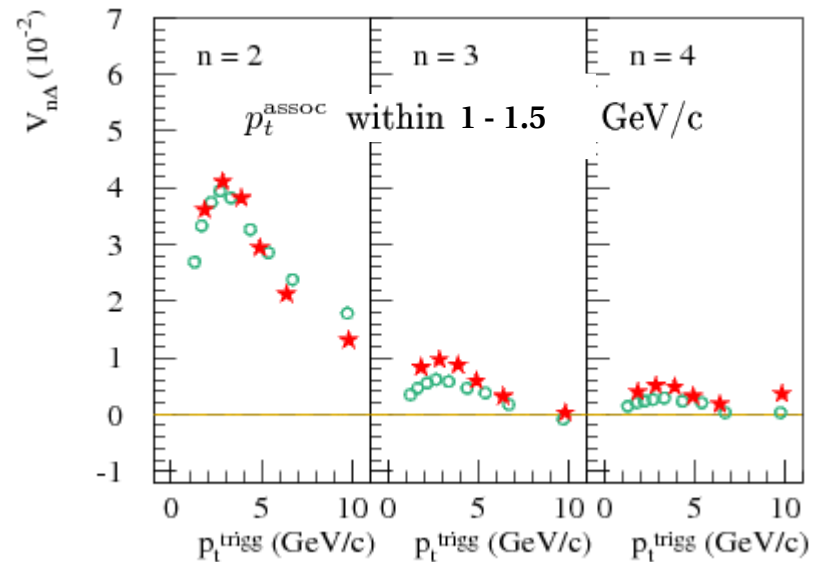 V_nΔ (10^-2)
7
6
5
4
3
2
1
0
-1
n = 2
n = 3
n = 4
p_t^assoc within 1 - 1.5 GeV/c
0 5 10 0 5 10 0 5 10
p_t^trigg (GeV/c) p_t^trigg (GeV/c) p_t^trigg (GeV/c)